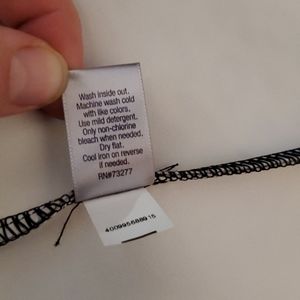 Wash inside out.
Machine wash cold
with like colors.
Use mild detergent.
Only non-chlorine
bleach when needed.
Dry flat.
Cool iron on reverse
if needed.
RN#73277
400995688915